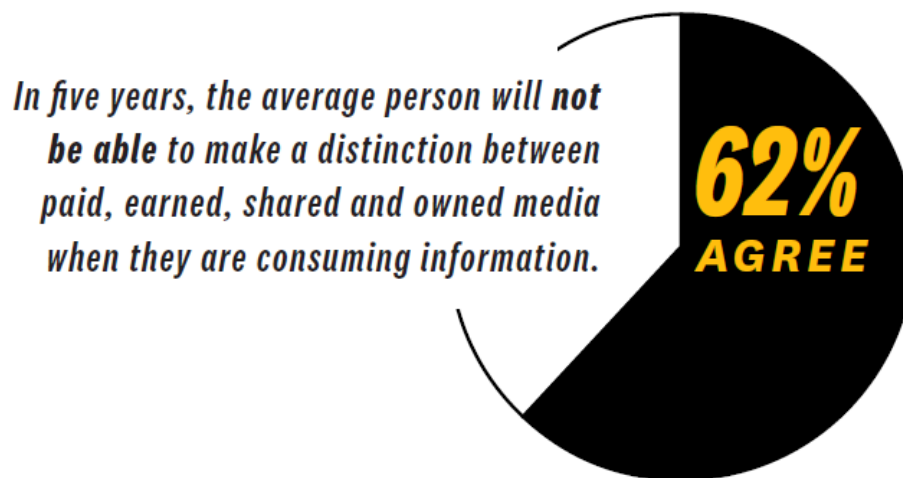 In five years, the average person will not
be able to make a distinction between
paid, earned, shared and owned media
when they are consuming information.
62%
AGREE